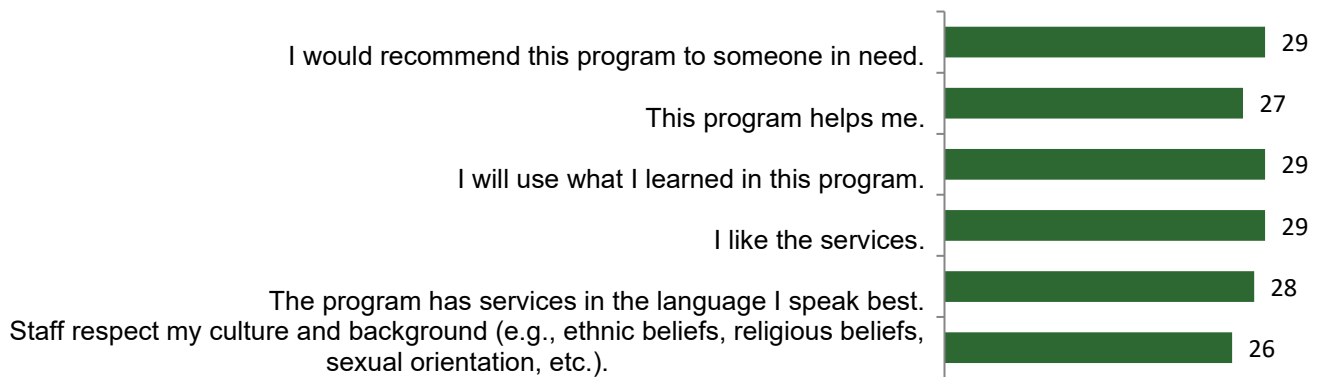 I would recommend this program to someone in need. 29
This program helps me. 27
I will use what I learned in this program. 29
I like the services. 29
The program has services in the language I speak best. 28
Staff respect my culture and background (e.g., ethnic beliefs, religious beliefs,
sexual orientation, etc.). 26